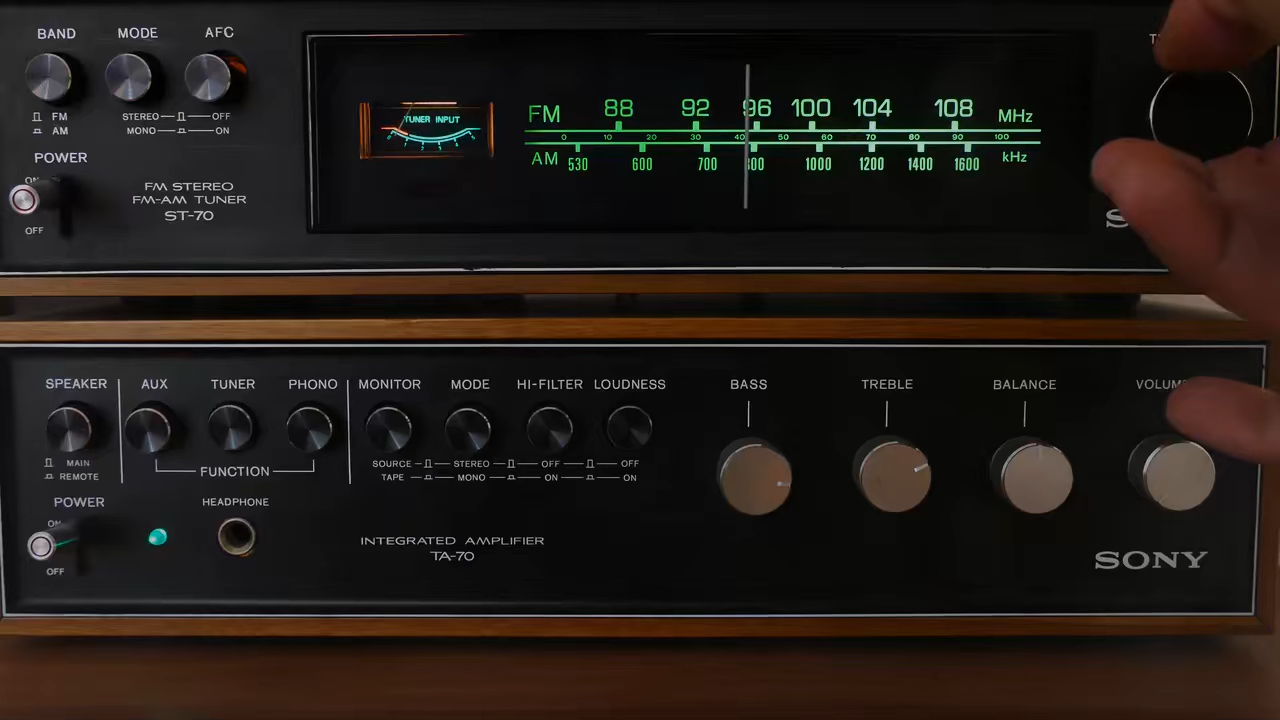 BAND MODE AFC
FM STEREO OFF
AM MONO ON
POWER
ON
OFF
FM STEREO
FM-AM TUNER
ST-70
TUNER INPUT
FM 88 92 96 100 104 108 MHz
0 10 20 30 40 50 60 70 80 90 100
AM 530 600 700 800 1000 1200 1400 1600 kHz
SPEAKER AUX TUNER PHONO MONITOR MODE HI-FILTER LOUDNESS BASS TREBLE BALANCE VOLUME
MAIN SOURCE STEREO OFF OFF
REMOTE FUNCTION TAPE MONO ON ON
POWER HEADPHONE
ON
OFF
INTEGRATED AMPLIFIER
TA-70
SONY